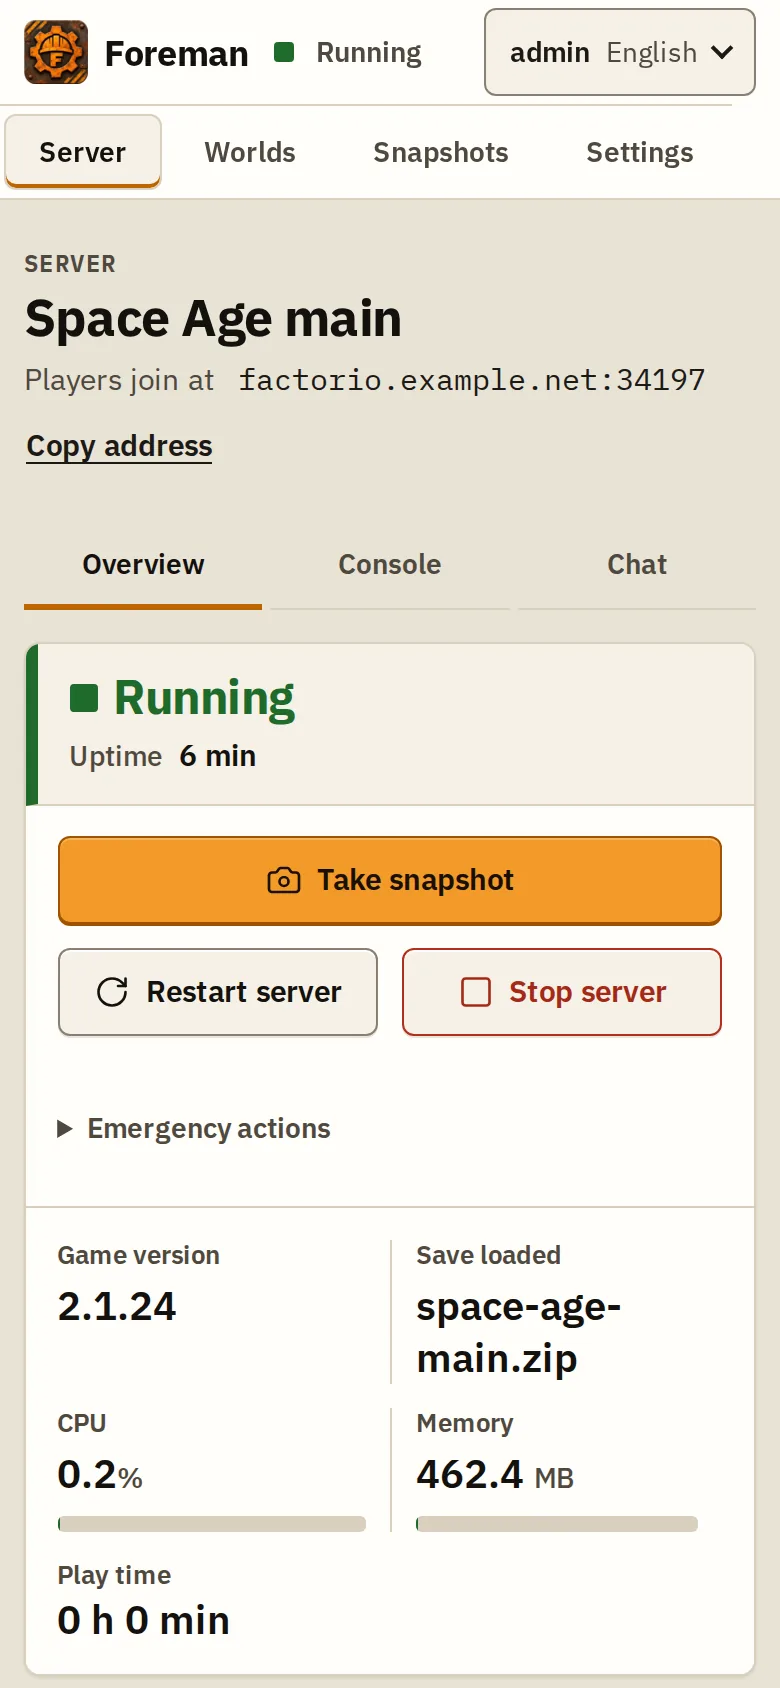 Foreman
Running
admin English
Server Worlds Snapshots Settings
SERVER
Space Age main
Players join at factorio.example.net:34197
Copy address
Overview Console Chat
Running
Uptime 6 min
Take snapshot
Restart server Stop server
Emergency actions
Game version
2.1.24
Save loaded
space-age-
main.zip
CPU
0.2%
Memory
462.4 MB
Play time
0 h 0 min